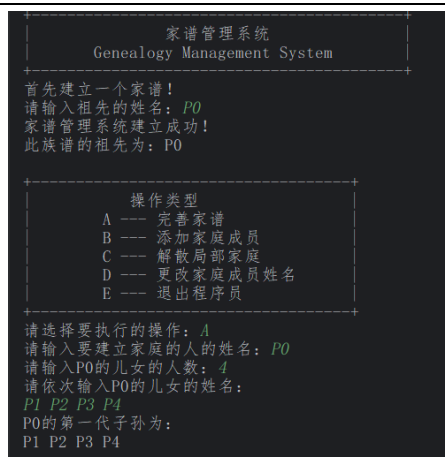 家谱管理系统
Genealogy Management System
首先建立一个家谱!
请输入祖先的姓名: P0
家谱管理系统建立成功!
此族谱的祖先为: P0
操作类型
A --- 完善家谱
B --- 添加家庭成员
C --- 解散局部家庭
D --- 更改家庭成员姓名
E --- 退出程序员
请选择要执行的操作: A
请输入要建立家庭的人的姓名: P0
请输入P0的儿女的人数: 4
请依次输入P0的儿女的姓名:
P1 P2 P3 P4
P0的第一代子孙为:
P1 P2 P3 P4